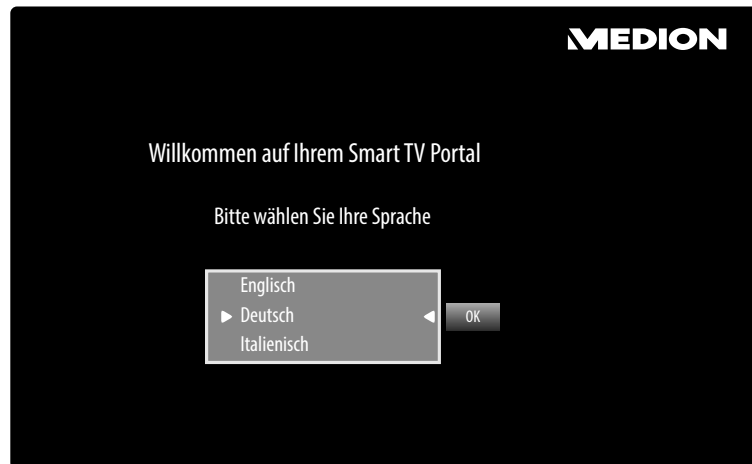 MEDION
Willkommen auf Ihrem Smart TV Portal
Bitte wählen Sie Ihre Sprache
Englisch
Deutsch OK
Italienisch